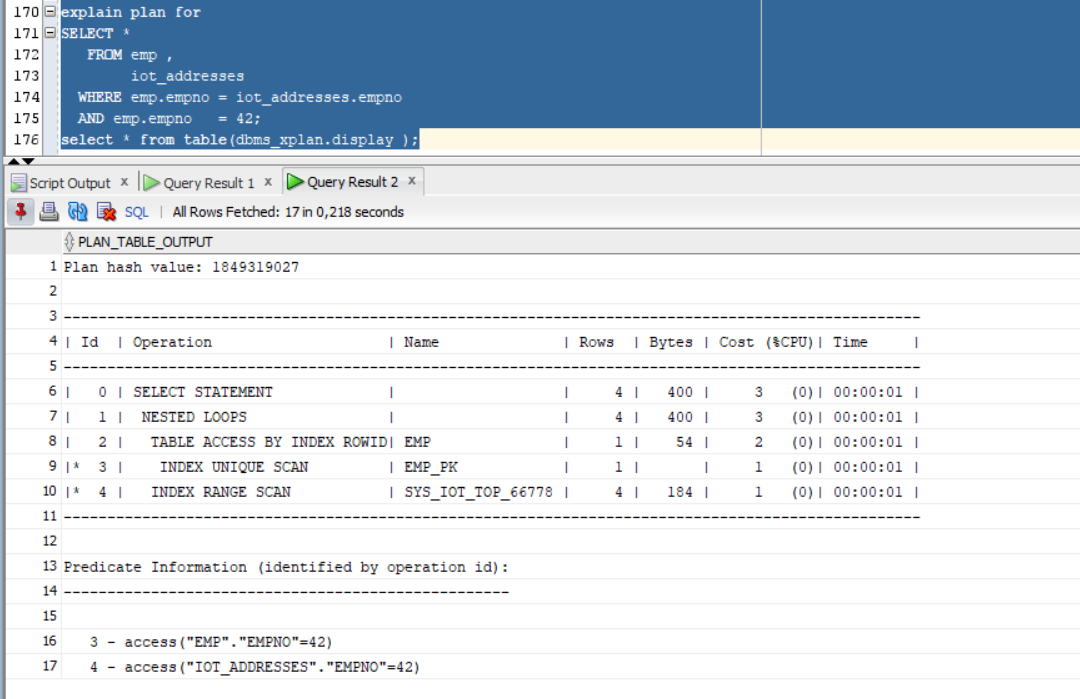 170 explain plan for
171 SELECT *
172 FROM emp ,
173 iot_addresses
174 WHERE emp.empno = iot_addresses.empno
175 AND emp.empno = 42;
176 select * from table(dbms_xplan.display );
Script Output x Query Result 1 x Query Result 2 x
SQL | All Rows Fetched: 17 in 0,218 seconds
PLAN_TABLE_OUTPUT
1 Plan hash value: 1849319027
2
3 ------------------------------------------------------------------------------------------------
4 | Id | Operation | Name | Rows | Bytes | Cost (%CPU)| Time |
5 ------------------------------------------------------------------------------------------------
6 | 0 | SELECT STATEMENT | | 4 | 400 | 3 (0)| 00:00:01 |
7 | 1 | NESTED LOOPS | | 4 | 400 | 3 (0)| 00:00:01 |
8 | 2 | TABLE ACCESS BY INDEX ROWID| EMP | 1 | 54 | 2 (0)| 00:00:01 |
9 |* 3 | INDEX UNIQUE SCAN | EMP_PK | 1 | | 1 (0)| 00:00:01 |
10 |* 4 | INDEX RANGE SCAN | SYS_IOT_TOP_66778 | 4 | 184 | 1 (0)| 00:00:01 |
11 ------------------------------------------------------------------------------------------------
12
13 Predicate Information (identified by operation id):
14 ---------------------------------------------------
15
16 3 - access("EMP"."EMPNO"=42)
17 4 - access("IOT_ADDRESSES"."EMPNO"=42)